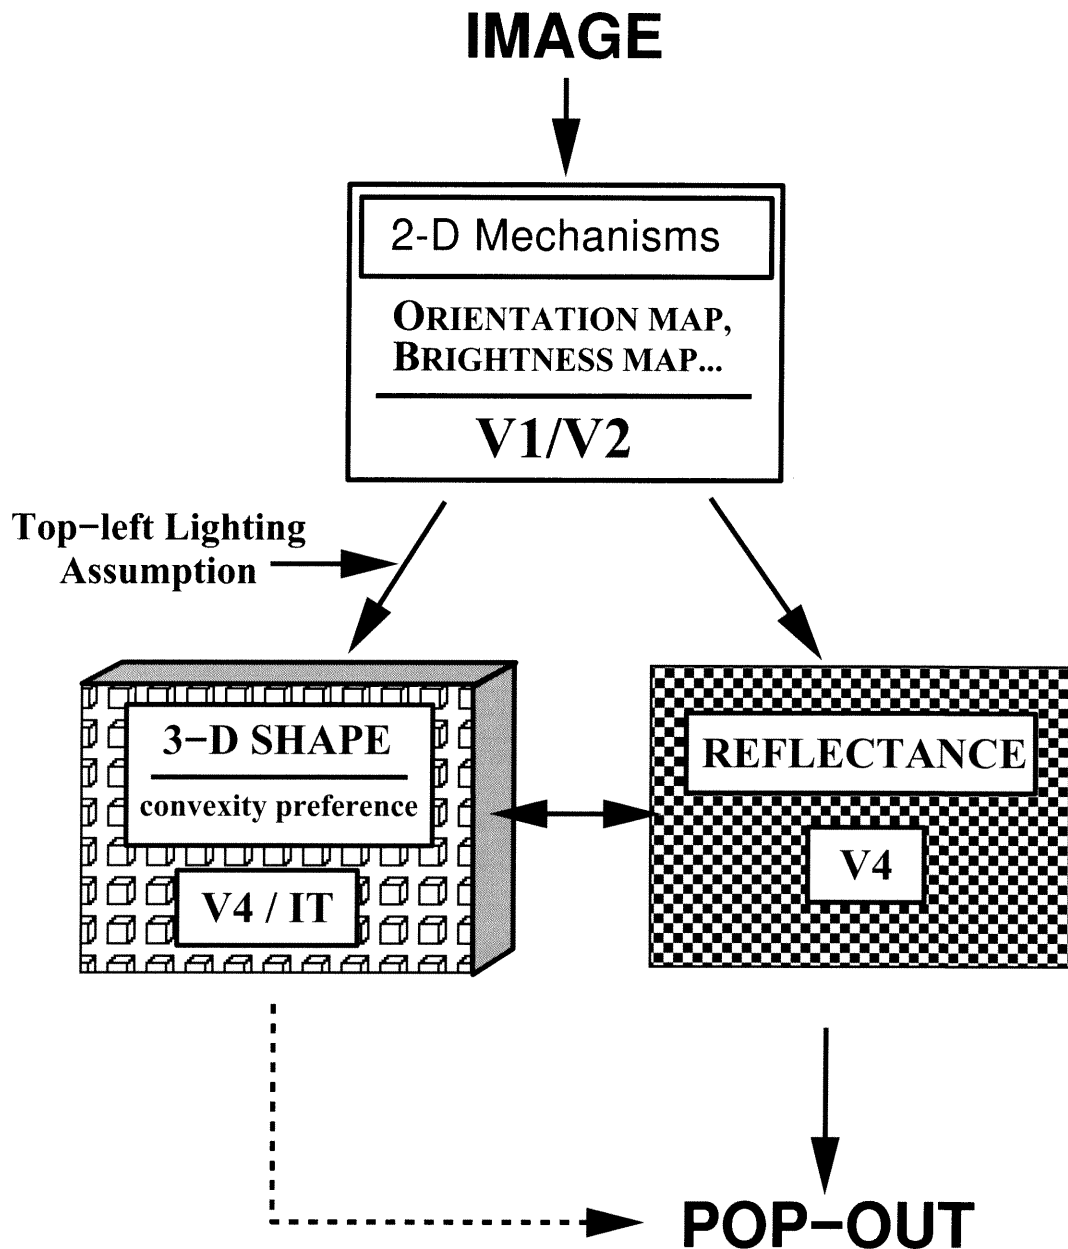 IMAGE
2-D Mechanisms
ORIENTATION MAP,
BRIGHTNESS MAP...
V1/V2
Top-left Lighting
Assumption
3-D SHAPE
convexity preference
V4 / IT
REFLECTANCE
V4
POP-OUT